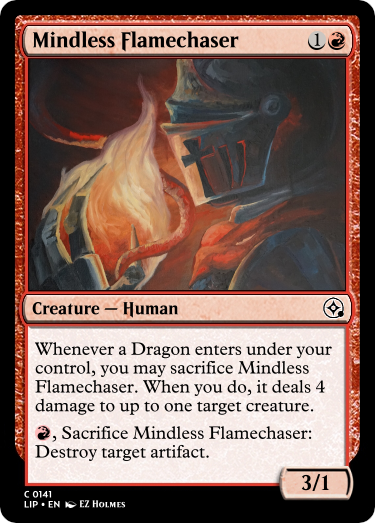 Mindless Flamechaser 1
Creature — Human
Whenever a Dragon enters under your
control, you may sacrifice Mindless
Flamechaser. When you do, it deals 4
damage to up to one target creature.
, Sacrifice Mindless Flamechaser:
Destroy target artifact.
3/1
C 0141
LIP • EN EZ Holmes